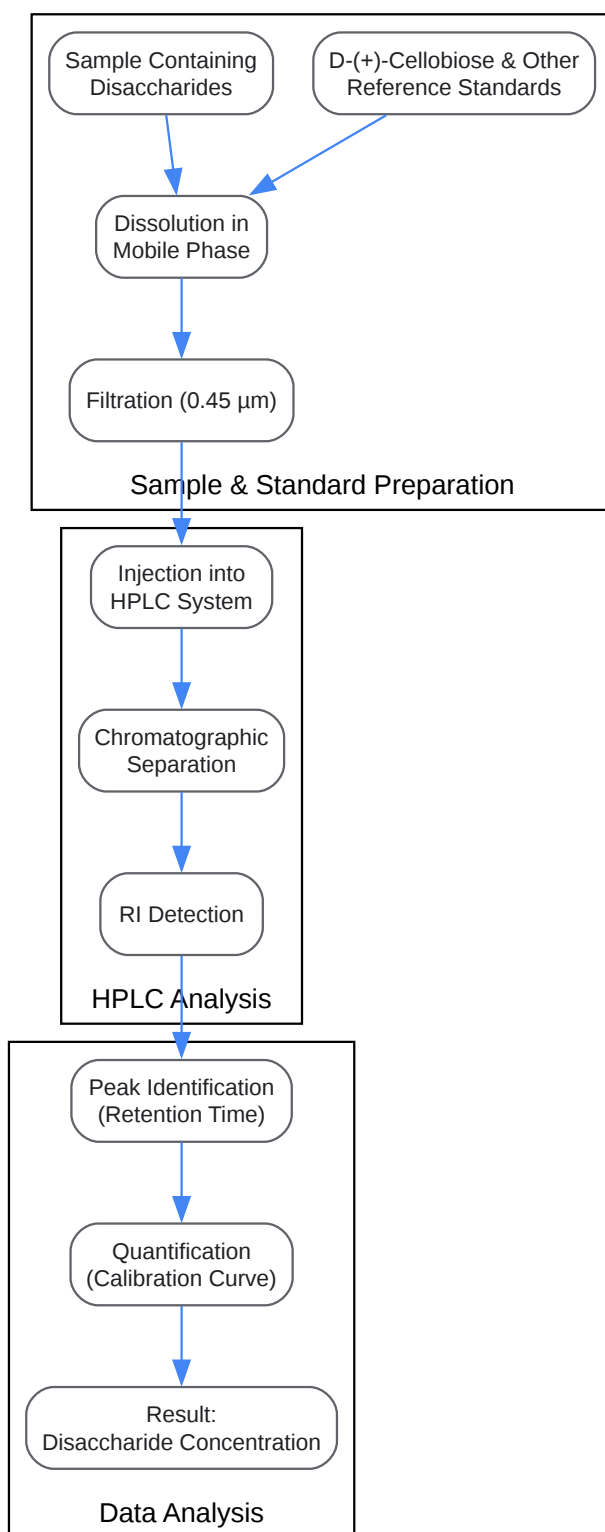 Sample Containing
Disaccharides
D-(+)-Cellobiose & Other
Reference Standards
Dissolution in
Mobile Phase
Filtration (0.45 µm)
Sample & Standard Preparation
Injection into
HPLC System
Chromatographic
Separation
RI Detection
HPLC Analysis
Peak Identification
(Retention Time)
Quantification
(Calibration Curve)
Result:
Disaccharide Concentration
Data Analysis